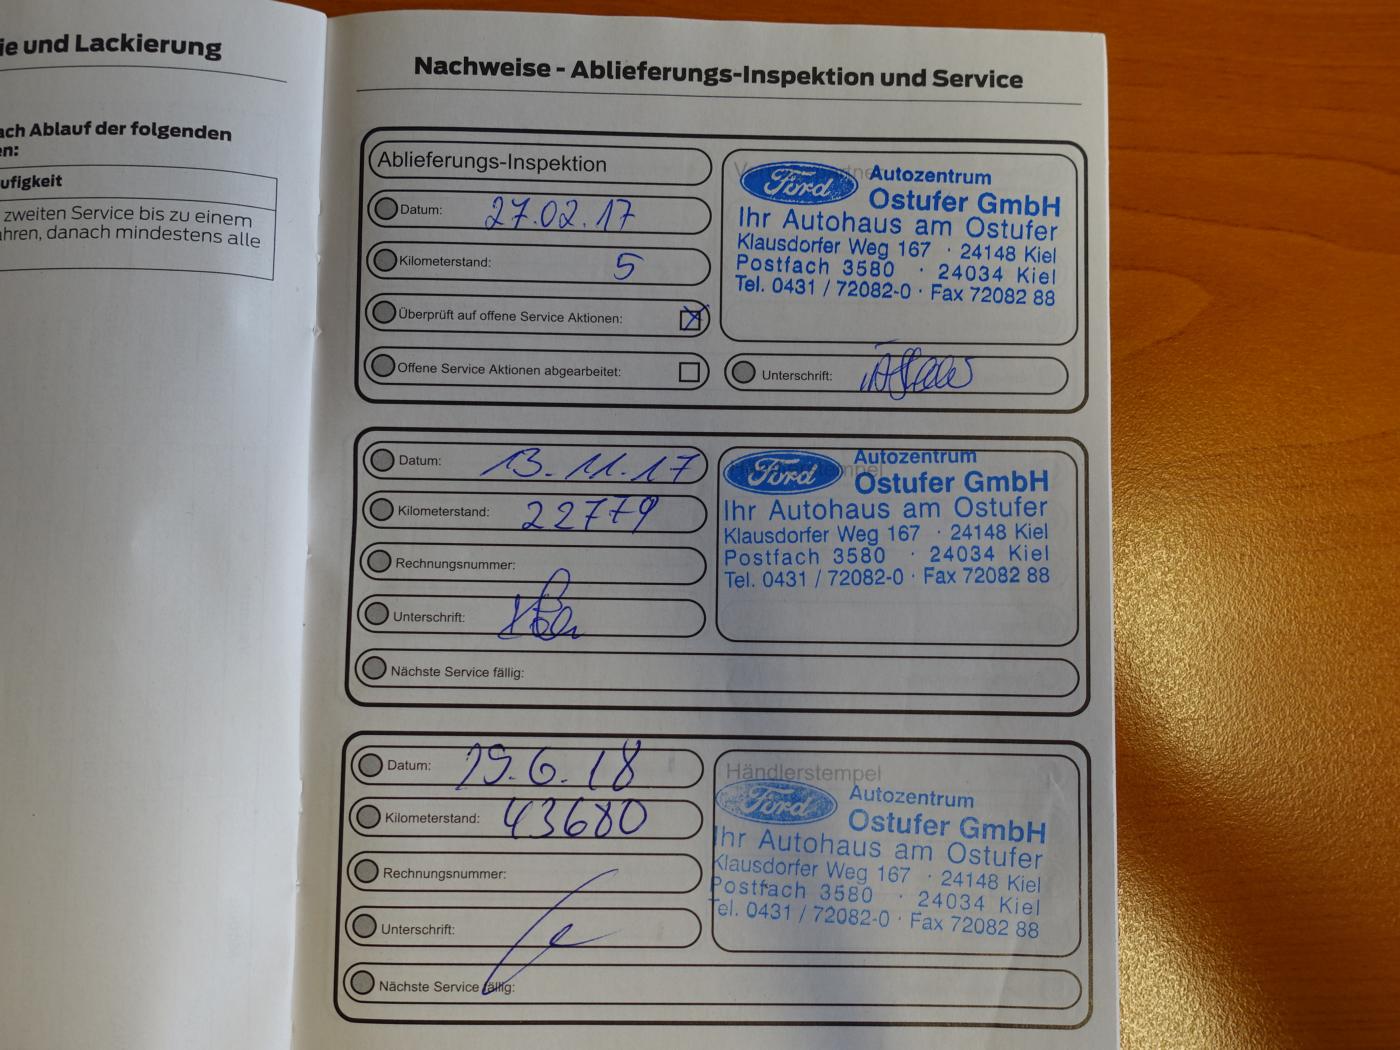 ie und Lackierung
ach Ablauf der folgenden
en:
ufigkeit
zweiten Service bis zu einem
ahren, danach mindestens alle
Nachweise - Ablieferungs-Inspektion und Service
Ablieferungs-Inspektion
Datum: 27.02.17
Kilometerstand: 5
Überprüft auf offene Service Aktionen:
Offene Service Aktionen abgearbeitet:
Ford
Autozentrum
Ostufer GmbH
Ihr Autohaus am Ostufer
Klausdorfer Weg 167 · 24148 Kiel
Postfach 3580 · 24034 Kiel
Tel. 0431 / 72082-0 · Fax 72082 88
Unterschrift:
Datum: 13.11.17
Kilometerstand: 22779
Rechnungsnummer:
Unterschrift:
Nächste Service fällig:
Ford
Autozentrum
Ostufer GmbH
Ihr Autohaus am Ostufer
Klausdorfer Weg 167 · 24148 Kiel
Postfach 3580 · 24034 Kiel
Tel. 0431 / 72082-0 · Fax 72082 88
Datum: 6.18
Kilometerstand: 43680
Rechnungsnummer:
Unterschrift:
Nächste Service fällig:
Händlerstempel
Ford
Autozentrum
Ostufer GmbH
Ihr Autohaus am Ostufer
Klausdorfer Weg 167 · 24148 Kiel
Postfach 3580 · 24034 Kiel
Tel. 0431 / 72082-0 · Fax 72082 88